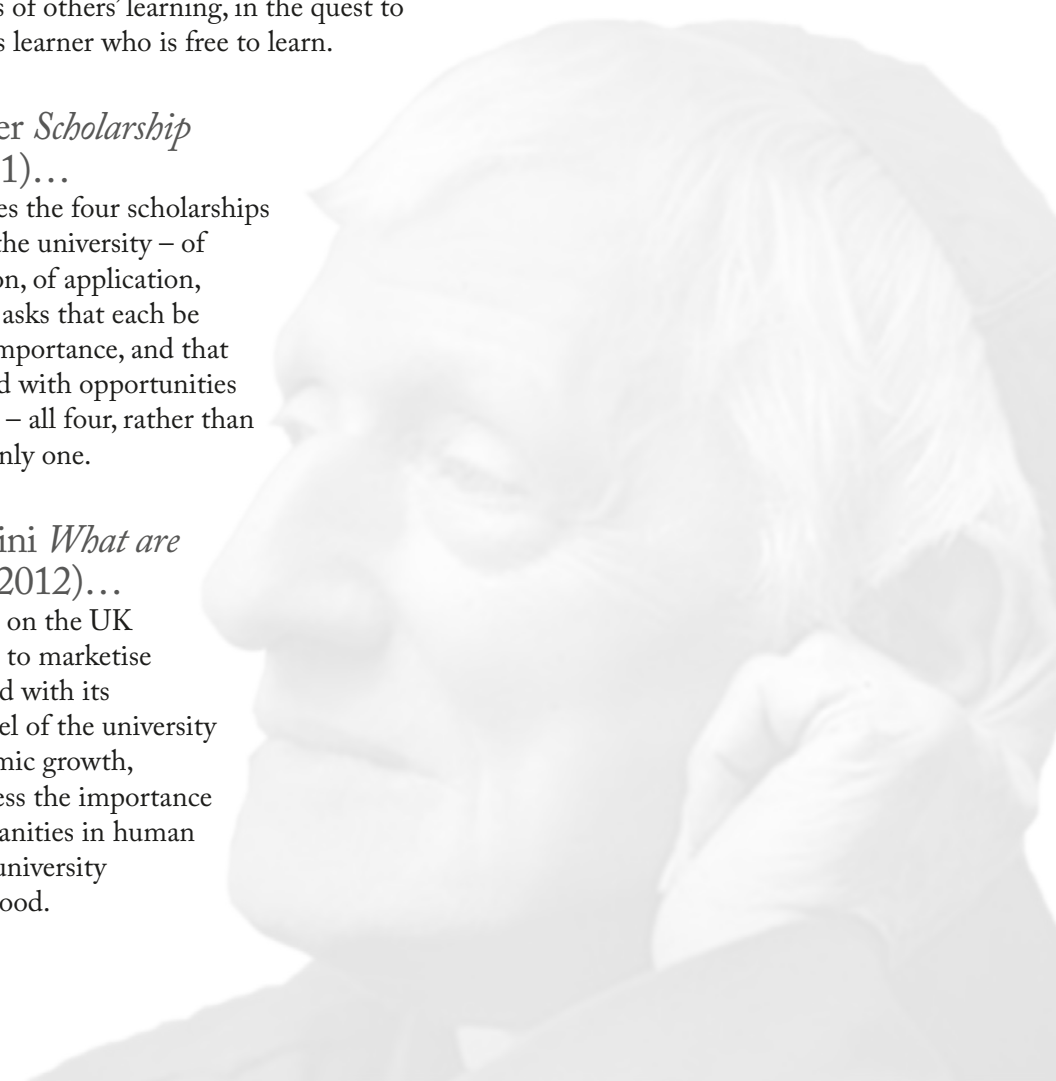 s of others’ learning, in the quest to
s learner who is free to learn.
er Scholarship
1)…
es the four scholarships
the university – of
on, of application,
asks that each be
mportance, and that
d with opportunities
– all four, rather than
nly one.
ini What are
2012)…
on the UK
to marketise
d with its
el of the university
mic growth,
ess the importance
anities in human
university
ood.